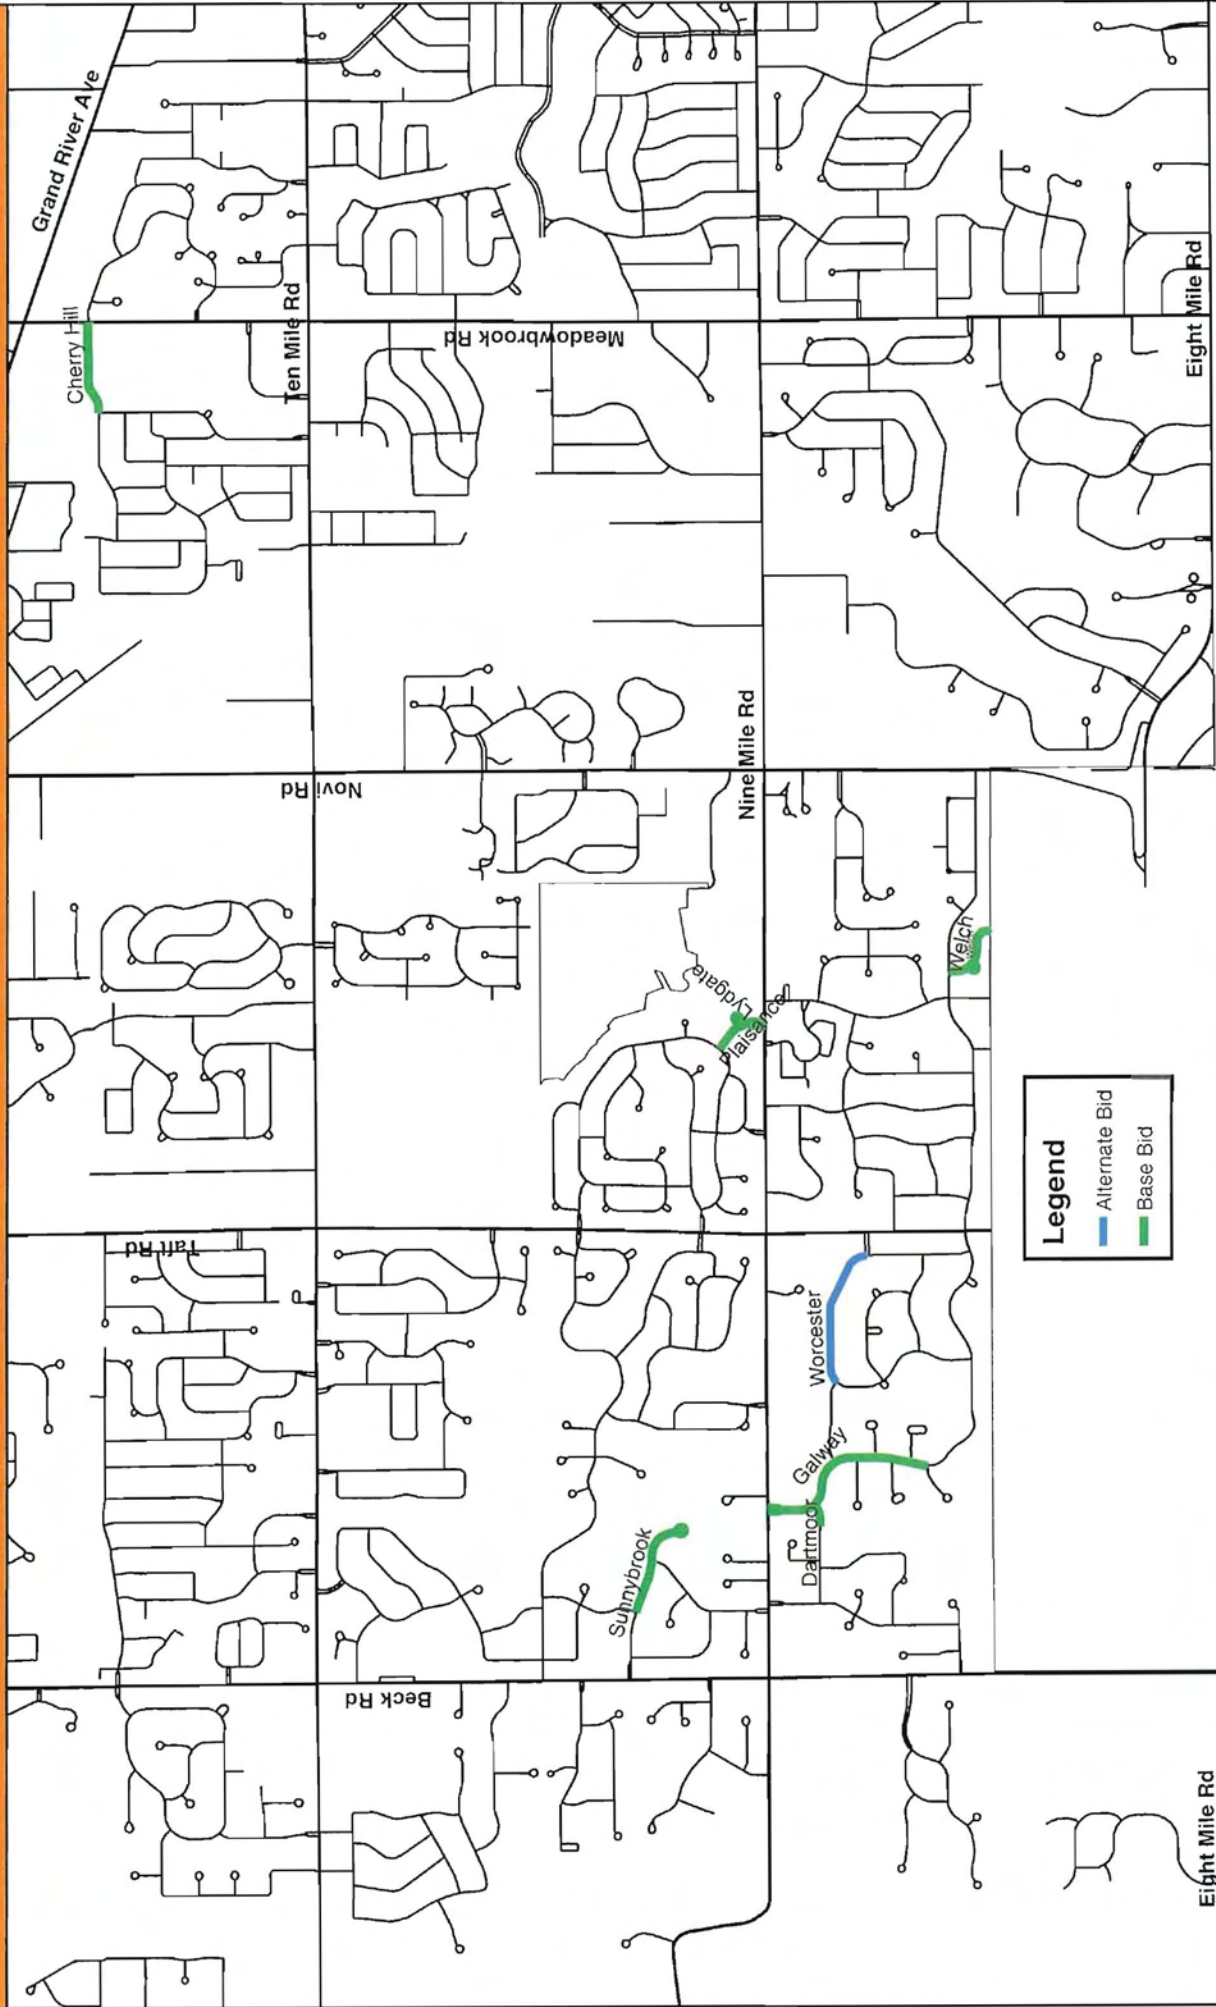 Grand River Ave
Cherry Hill
Ten Mile Rd
Meadowbrook Rd
Eight Mile Rd
Novi Rd
Nine Mile Rd
Welch
Lydgate
Plaisance
Taft Rd
Worcester
Galway
Dartmoor
Sunnybrook
Beck Rd
Eight Mile Rd
Legend
Alternate Bid
Base Bid